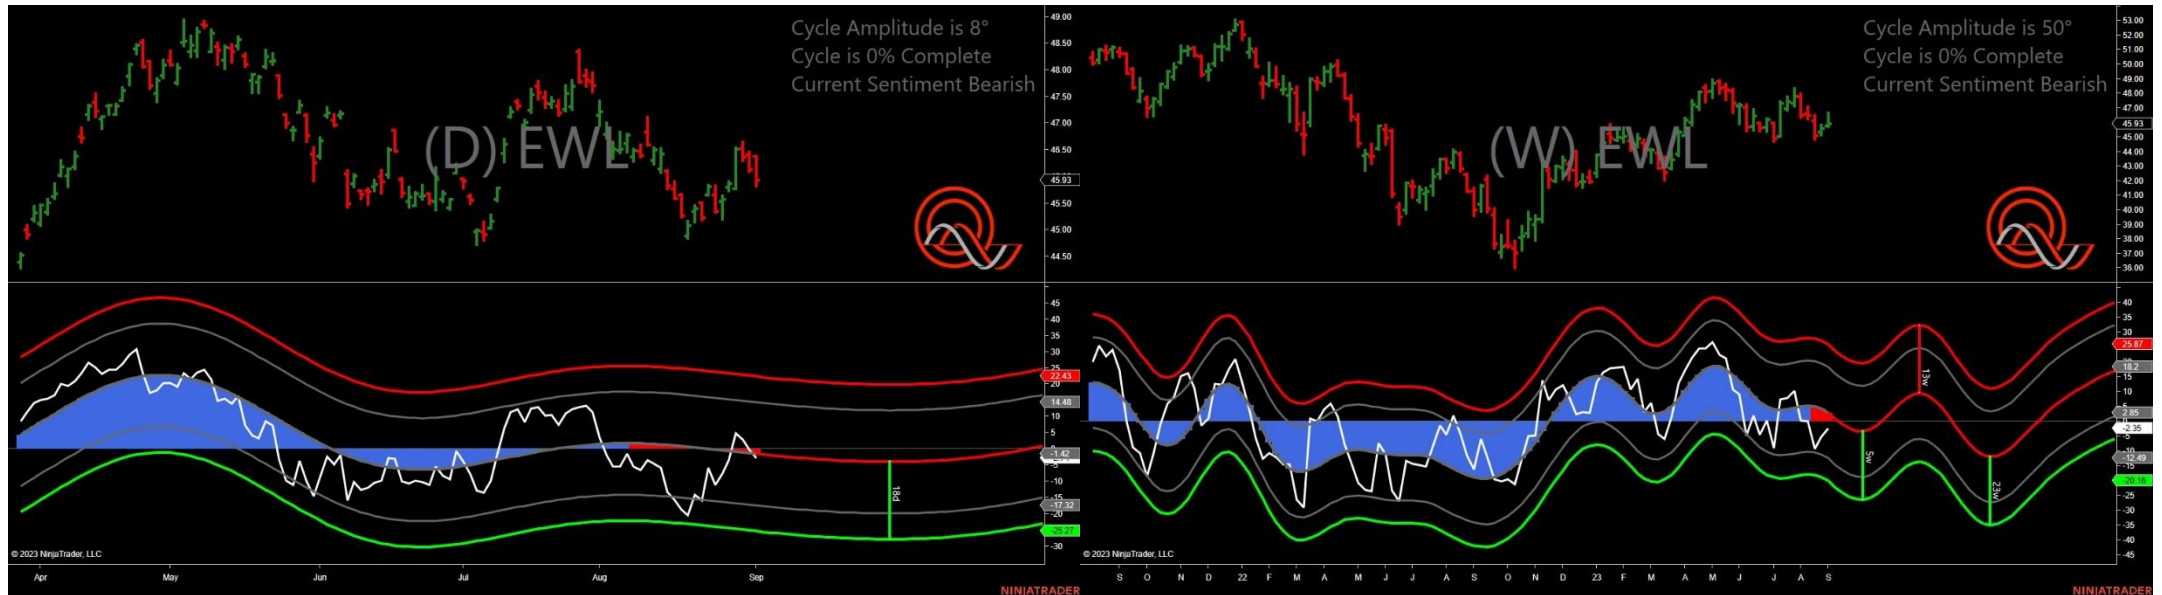 Cycle Amplitude is 8°
Cycle is 0% Complete
Current Sentiment Bearish
(D) EWL
49.00
48.50
48.00
47.50
47.00
46.50
45.93
45.50
45.00
44.50
45
40
35
30
25
22.43
20
14.48
10
5
-1.42
-5
-10
-15
-17.32
-20
-25.27
-30
18d
© 2023 NinjaTrader, LLC
Apr
May
Jun
Jul
Aug
Sep
NINJATRADER
Cycle Amplitude is 50°
Cycle is 0% Complete
Current Sentiment Bearish
(W) EWL
53.00
52.00
51.00
50.00
49.00
48.00
47.00
45.93
45.00
44.00
43.00
42.00
41.00
40.00
39.00
38.00
37.00
36.00
40
35
30
25.87
18.2
15
10
2.85
-2.35
-5
-12.49
-15
-20.16
-25
-30
-35
-40
-45
5w
13w
23w
© 2023 NinjaTrader, LLC
S O N D 22 F M A M J J A S O N D 23 F M A M J J A S
NINJATRADER